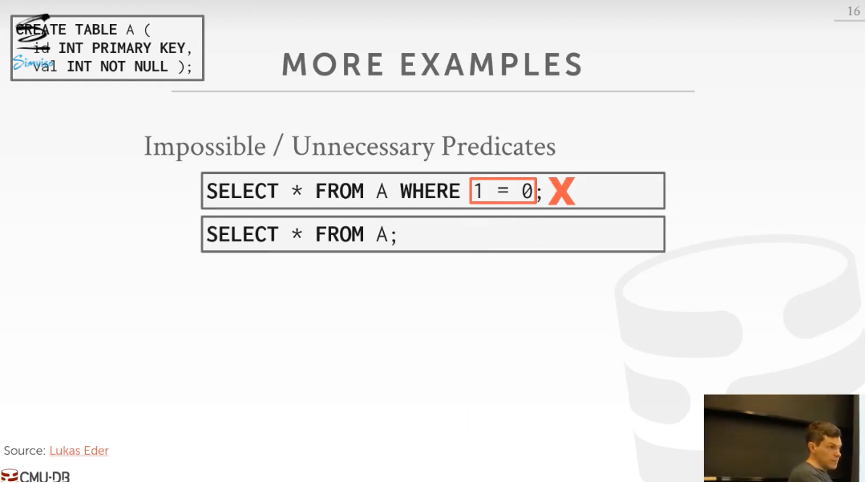 16
CREATE TABLE A (
id INT PRIMARY KEY,
val INT NOT NULL );
MORE EXAMPLES
Impossible / Unnecessary Predicates
SELECT * FROM A WHERE 1 = 0; X
SELECT * FROM A;
Source: Lukas Eder
CMU·DB